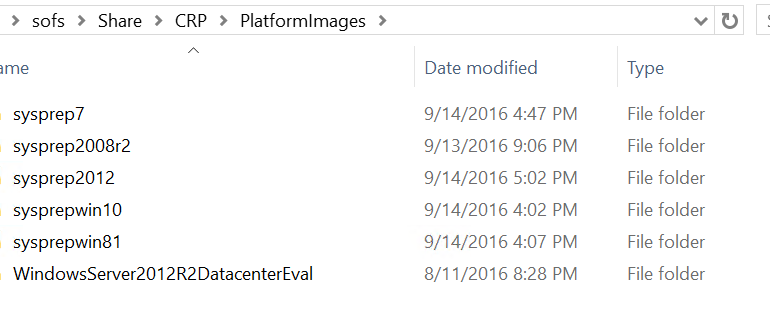 sofs > Share > CRP > PlatformImages >
ame Date modified Type
sysprep7 9/14/2016 4:47 PM File folder
sysprep2008r2 9/13/2016 9:06 PM File folder
sysprep2012 9/14/2016 5:02 PM File folder
sysprepwin10 9/14/2016 4:02 PM File folder
sysprepwin81 9/14/2016 4:07 PM File folder
WindowsServer2012R2DatacenterEval 8/11/2016 8:28 PM File folder